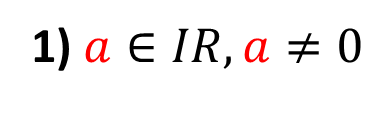 1) a ∈ IR, a ≠ 0